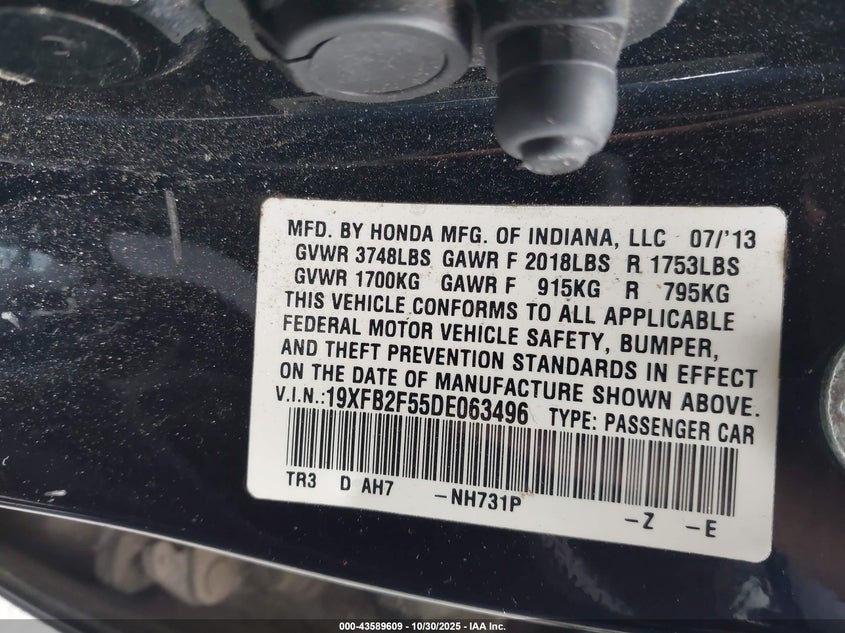 MFD. BY HONDA MFG. OF INDIANA, LLC 07/'13
GVWR 3748LBS GAWR F 2018LBS R 1753LBS
GVWR 1700KG GAWR F 915KG R 795KG
THIS VEHICLE CONFORMS TO ALL APPLICABLE
FEDERAL MOTOR VEHICLE SAFETY, BUMPER,
AND THEFT PREVENTION STANDARDS IN EFFECT
ON THE DATE OF MANUFACTURE SHOWN ABOVE.
V.I.N.:19XFB2F55DE063496 TYPE: PASSENGER CAR
TR3 D AH7 -NH731P -Z -E
000-43589609 - 10/30/2025 - IAA Inc.